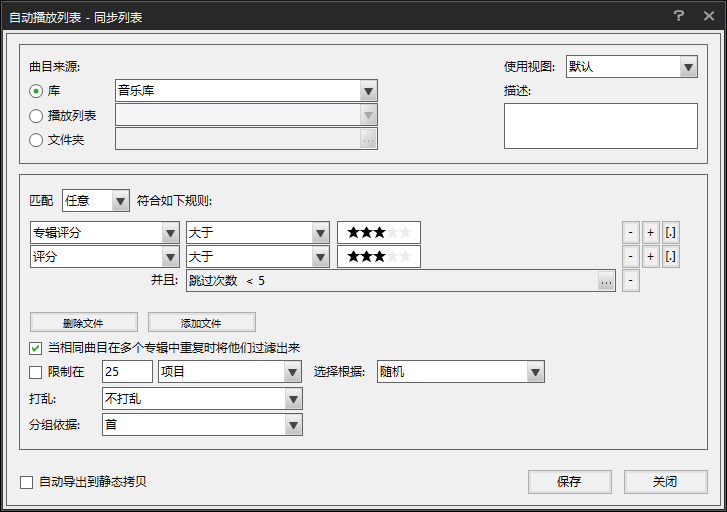 自动播放列表 - 同步列表
曲目来源:
使用视图: 默认
库 音乐库
描述:
播放列表
文件夹 ...
匹配 任意 符合如下规则:
专辑评分 大于 ★★★★★ - + [.]
评分 大于 ★★★★★ - + [.]
并且: 跳过次数 < 5 ... -
删除文件 添加文件
当相同曲目在多个专辑中重复时将他们过滤出来
限制在 25 项目 选择根据: 随机
打乱: 不打乱
分组依据: 首
自动导出到静态拷贝 保存 关闭